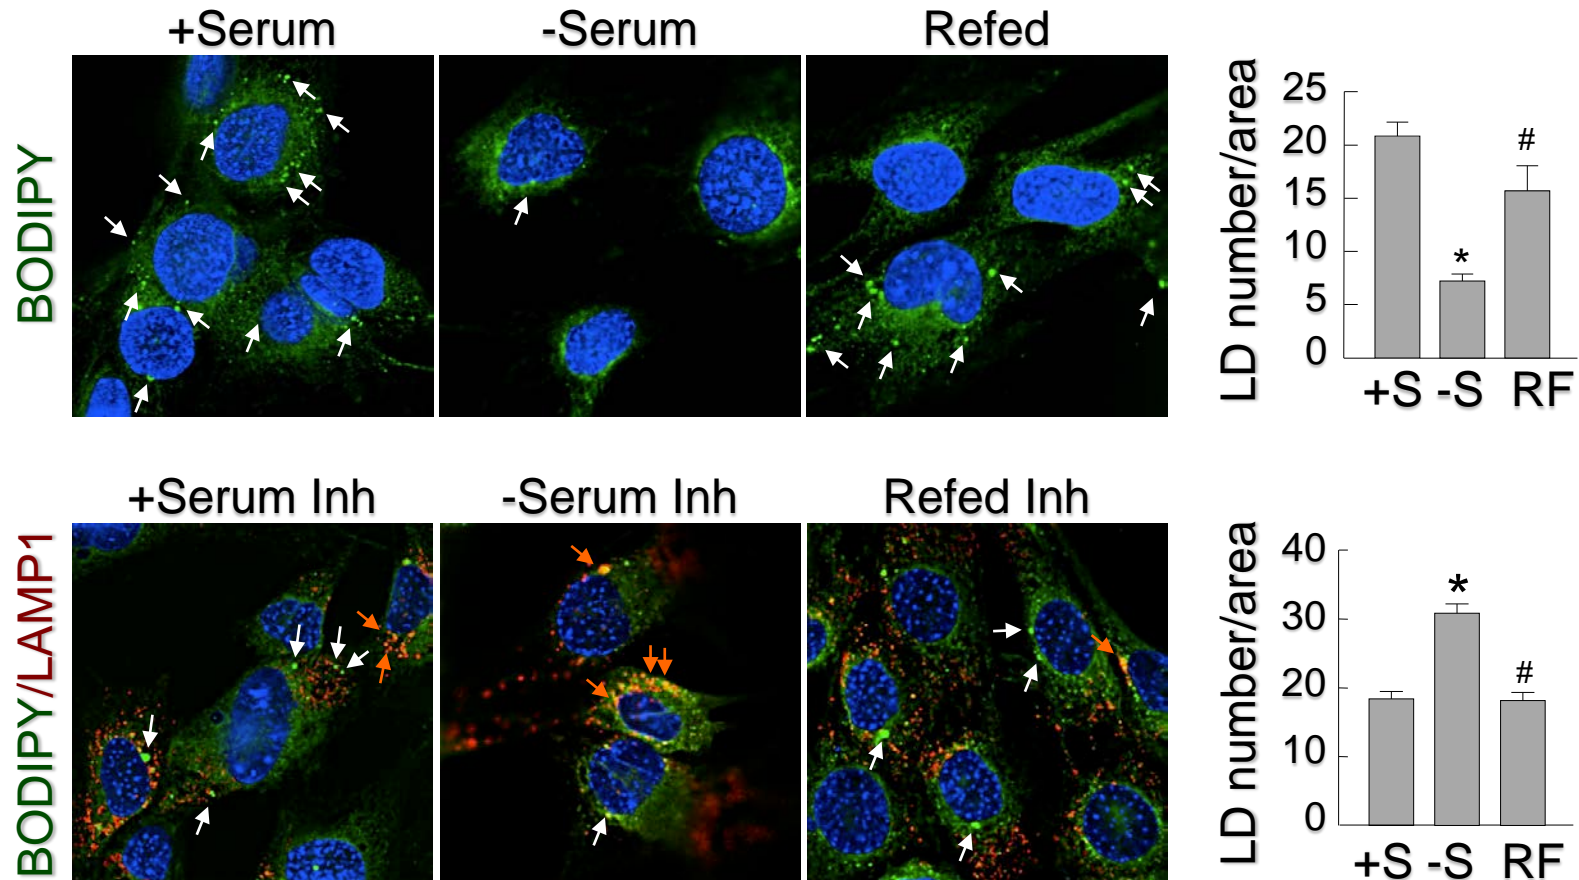 +Serum
-Serum
Refed
BODIPY
LD number/area
25
20
15
10
5
0
*
#
+S
-S
RF
+Serum Inh
-Serum Inh
Refed Inh
BODIPY/LAMP1
LD number/area
40
30
20
10
0
*
#
+S
-S
RF